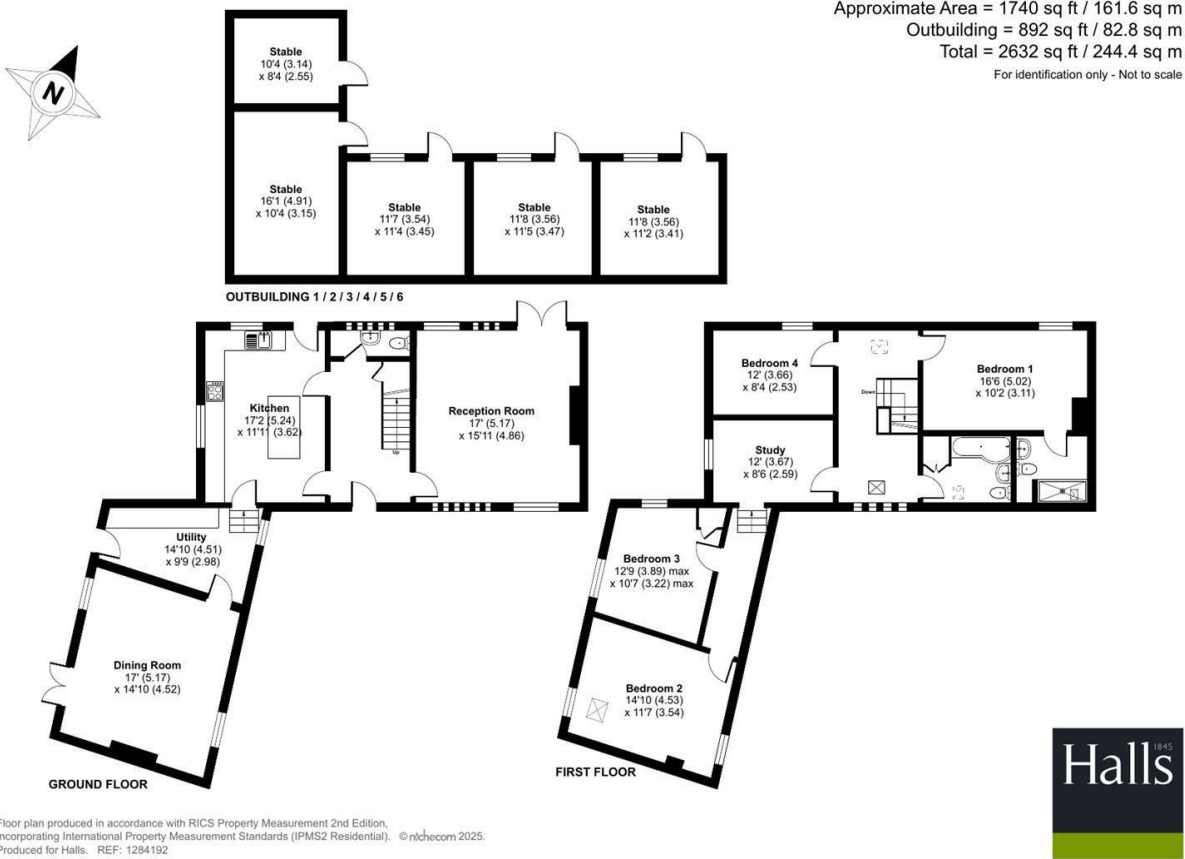 Approximate Area = 1740 sq ft / 161.6 sq m
Outbuilding = 892 sq ft / 82.8 sq m
Total = 2632 sq ft / 244.4 sq m
For identification only - Not to scale
N
Stable
10'4 (3.14)
x 8'4 (2.55)
Stable
16'1 (4.91)
x 10'4 (3.15)
Stable
11'7 (3.54)
x 11'4 (3.45)
Stable
11'8 (3.56)
x 11'5 (3.47)
Stable
11'8 (3.56)
x 11'2 (3.41)
OUTBUILDING 1 / 2 / 3 / 4 / 5 / 6
Kitchen
17'2 (5.24)
x 11'11 (3.62)
Up
Reception Room
17' (5.17)
x 15'11 (4.86)
Utility
14'10 (4.51)
x 9'9 (2.98)
Dining Room
17' (5.17)
x 14'10 (4.52)
GROUND FLOOR
Bedroom 4
12' (3.66)
x 8'4 (2.53)
Down
Bedroom 1
16'6 (5.02)
x 10'2 (3.11)
Study
12' (3.67)
x 8'6 (2.59)
Bedroom 3
12'9 (3.89) max
x 10'7 (3.22) max
Bedroom 2
14'10 (4.53)
x 11'7 (3.54)
FIRST FLOOR
Halls
1845
Floor plan produced in accordance with RICS Property Measurement 2nd Edition,
Incorporating International Property Measurement Standards (IPMS2 Residential). © nichecom 2025.
Produced for Halls. REF: 1284192